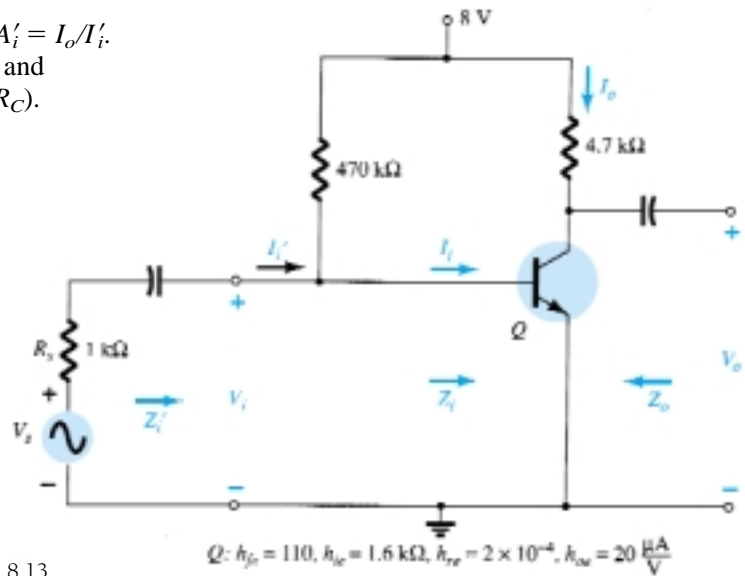 A′i = Io/I′i.
and
RC).
8 V
Io
470 kΩ
4.7 kΩ
I′i
Ii
+
+
Q
Rs
1 kΩ
+
Vs
−
Z′i
Vi
Zi
Zo
Vo
−
−
Q: hfe = 110, hie = 1.6 kΩ, hre = 2 × 10⁻⁴, hoe = 20 μA/V
8.13